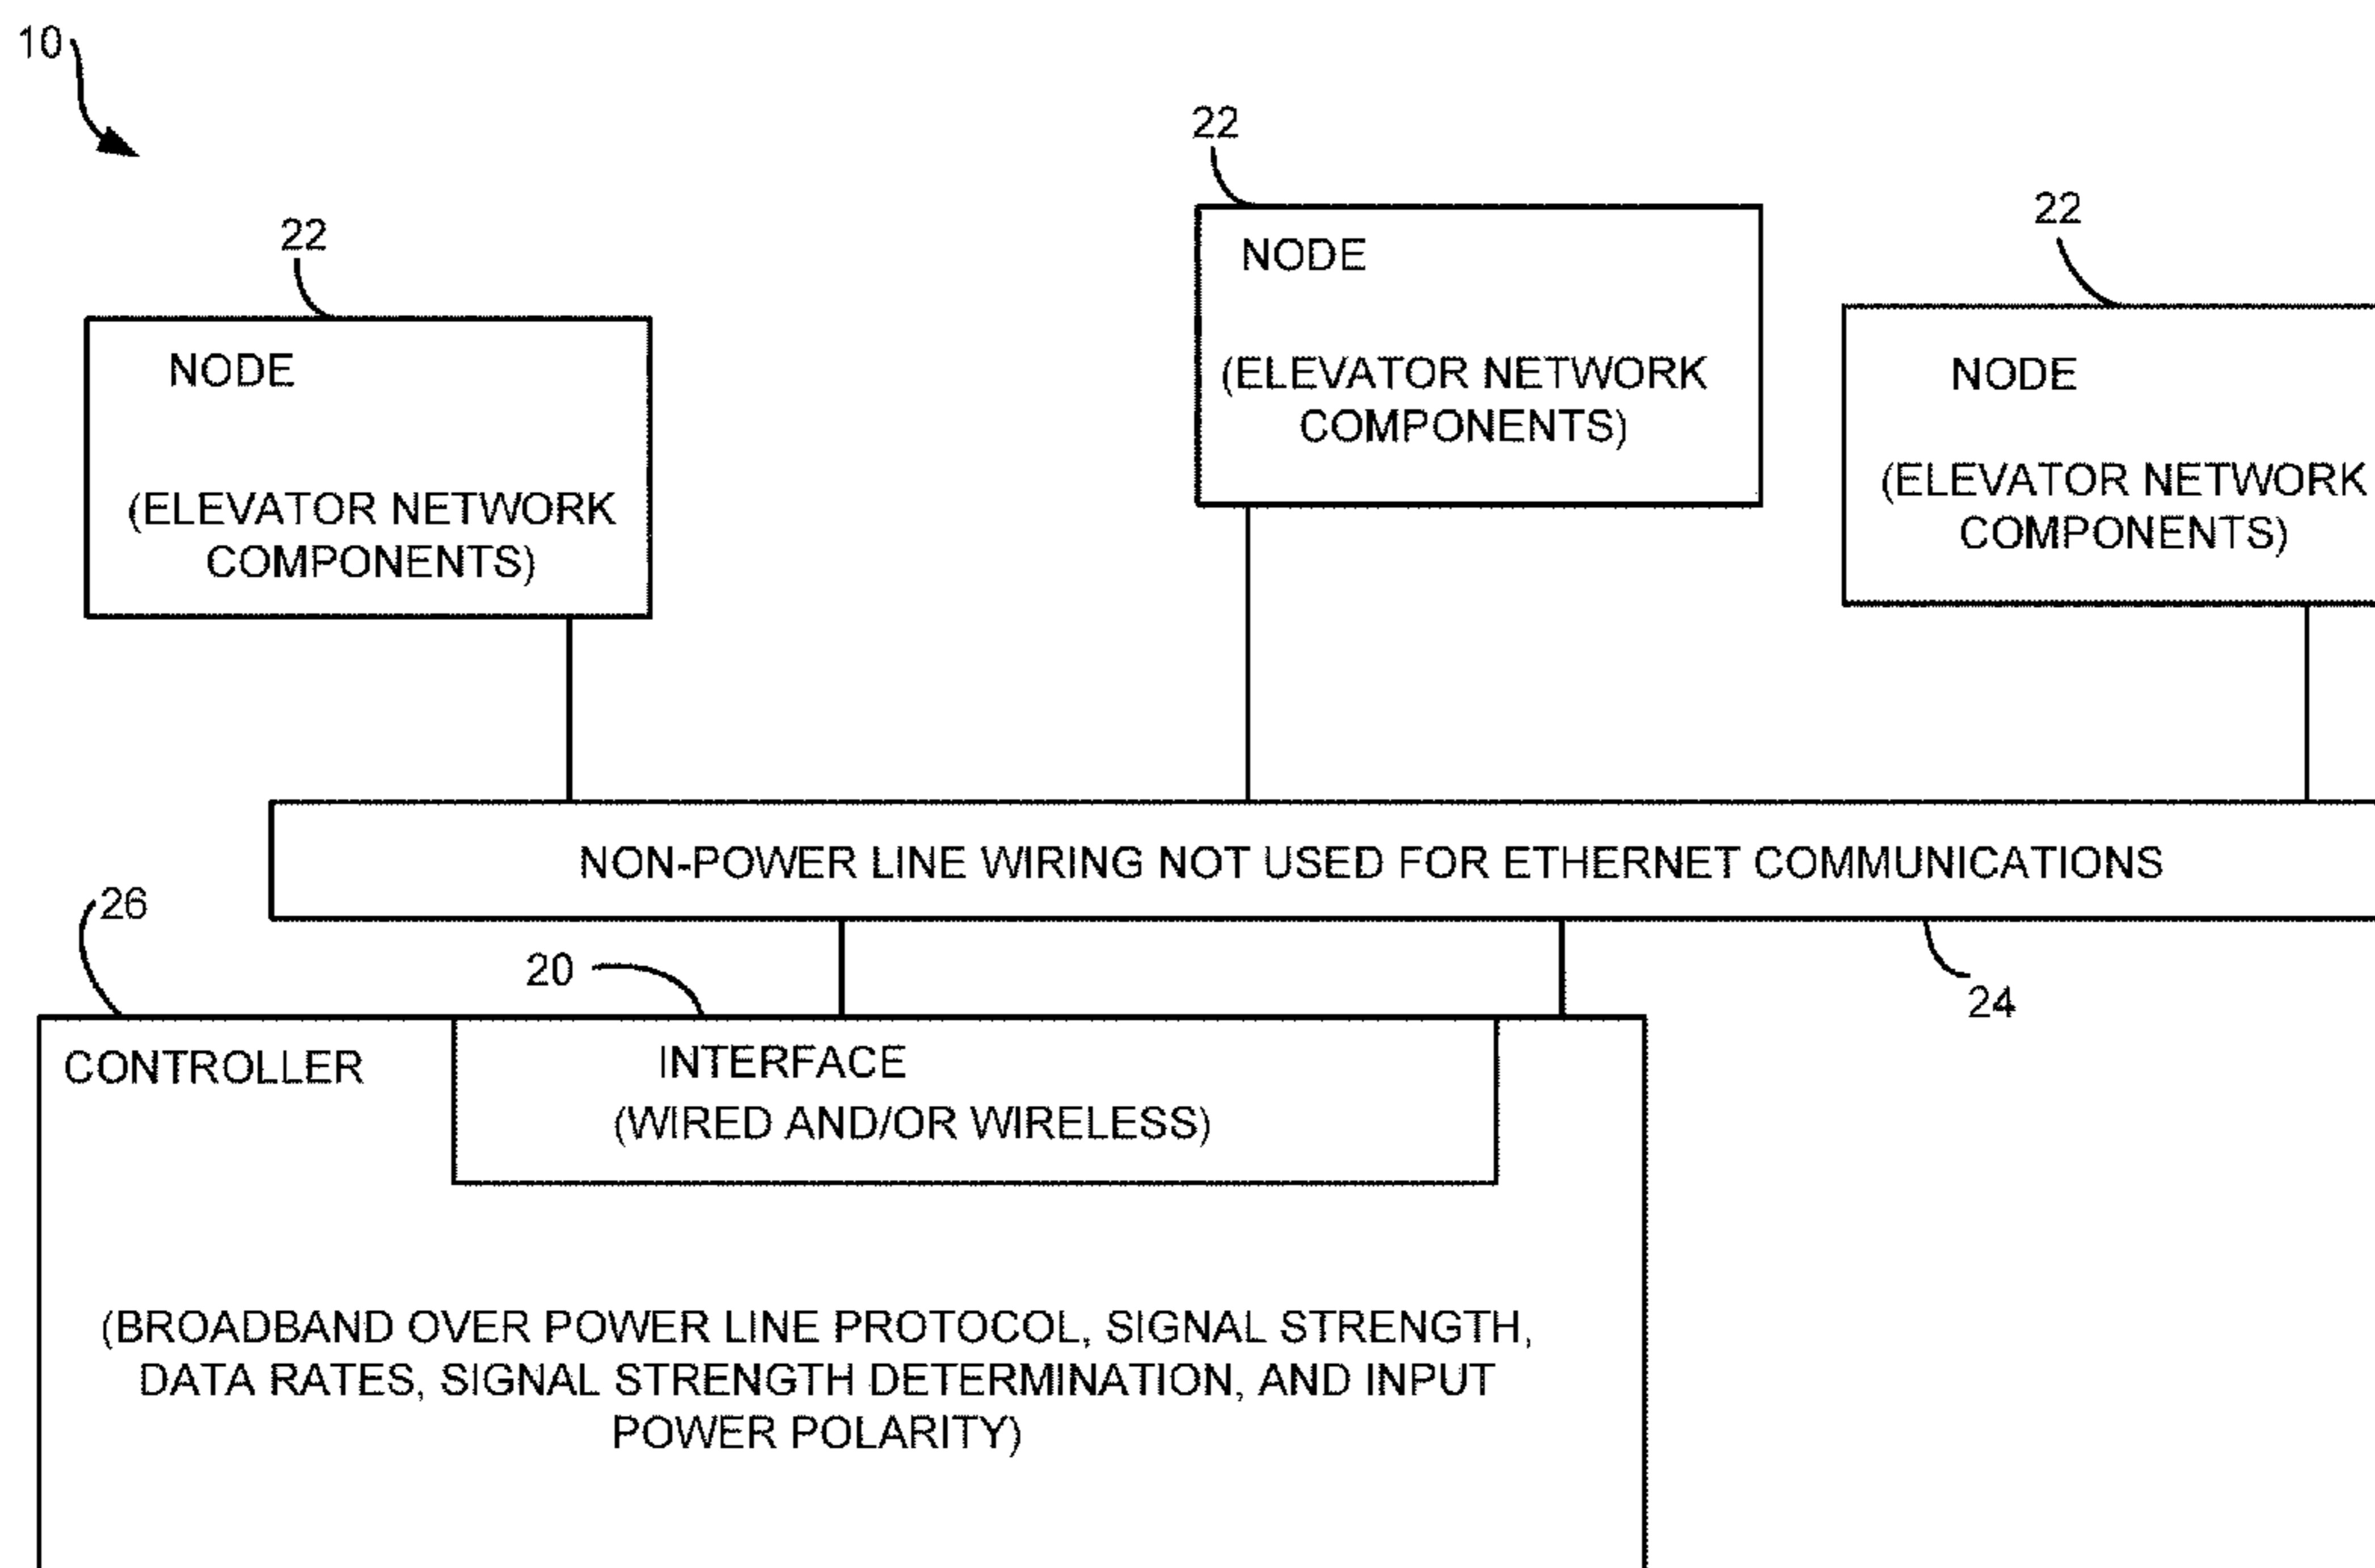 10
22
22
22
NODE
(ELEVATOR NETWORK
COMPONENTS)
NODE
(ELEVATOR NETWORK
COMPONENTS)
NODE
(ELEVATOR NETWORK
COMPONENTS)
NON-POWER LINE WIRING NOT USED FOR ETHERNET COMMUNICATIONS
26
20
24
CONTROLLER
INTERFACE
(WIRED AND/OR WIRELESS)
(BROADBAND OVER POWER LINE PROTOCOL, SIGNAL STRENGTH,
DATA RATES, SIGNAL STRENGTH DETERMINATION, AND INPUT
POWER POLARITY)